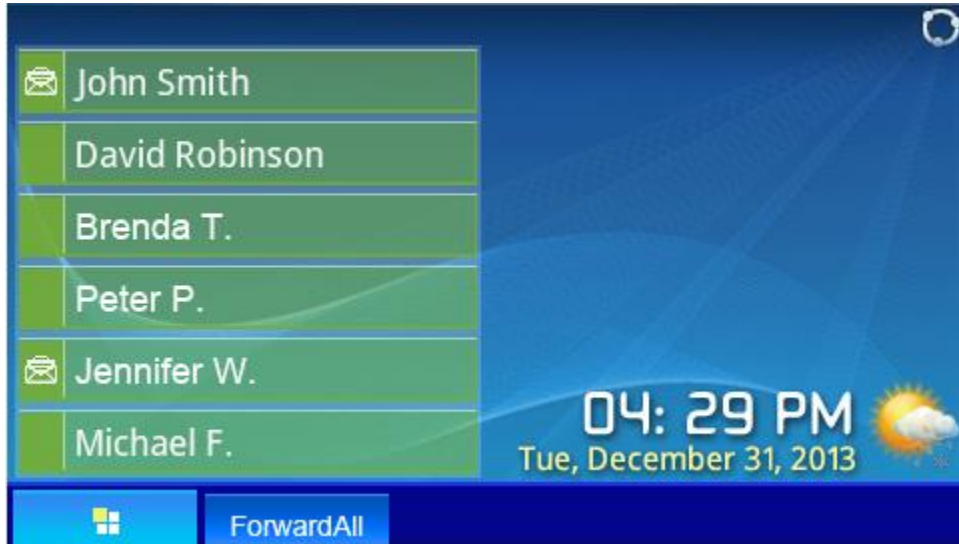 John Smith
David Robinson
Brenda T.
Peter P.
Jennifer W.
Michael F.
04: 29 PM
Tue, December 31, 2013
ForwardAll